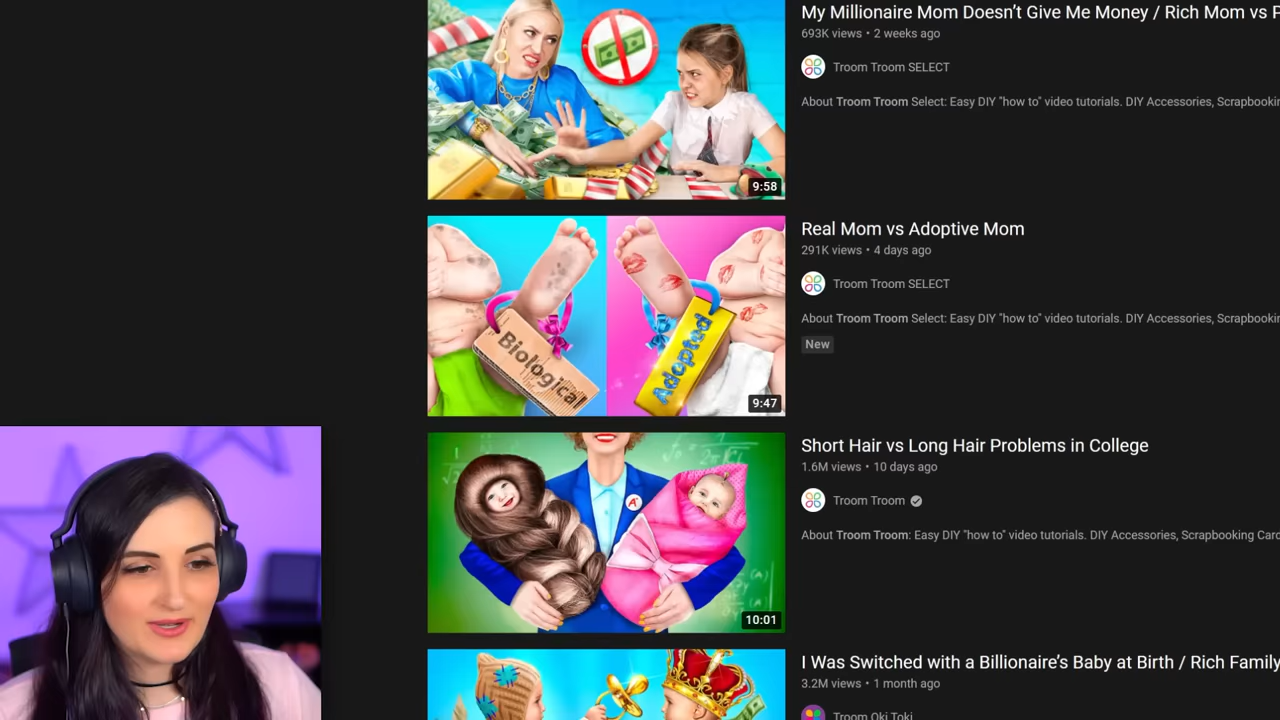 My Millionaire Mom Doesn’t Give Me Money / Rich Mom vs
693K views • 2 weeks ago
Troom Troom SELECT
About Troom Troom Select: Easy DIY "how to" video tutorials. DIY Accessories,
9:58
Real Mom vs Adoptive Mom
291K views • 4 days ago
Troom Troom SELECT
About Troom Troom Select: Easy DIY "how to" video tutorials. DIY Accessories,
New
Biological
Adopted
9:47
Short Hair vs Long Hair Problems in College
1.6M views • 10 days ago
Troom Troom
About Troom Troom: Easy DIY "how to" video tutorials. DIY Accessories, Scrapbooking
A+
10:01
I Was Switched with a Billionaire’s Baby at Birth / Rich Family
3.2M views • 1 month ago
Troom Oki Toki